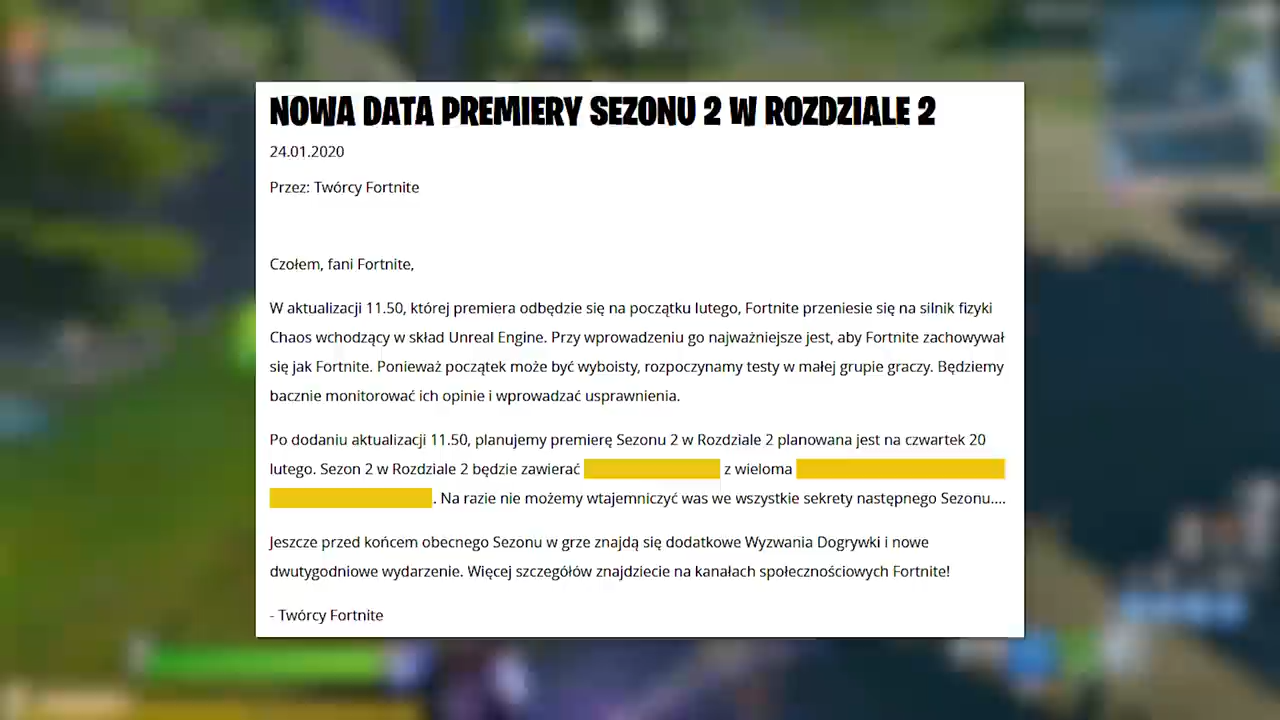 NOWA DATA PREMIERY SEZONU 2 W ROZDZIALE 2
24.01.2020
Przez: Twórcy Fortnite
Czołem, fani Fortnite,
W aktualizacji 11.50, której premiera odbędzie się na początku lutego, Fortnite przeniesie się na silnik fizyki
Chaos wchodzący w skład Unreal Engine. Przy wprowadzeniu go najważniejsze jest, aby Fortnite zachowywał
się jak Fortnite. Ponieważ początek może być wyboisty, rozpoczynamy testy w małej grupie graczy. Będziemy
bacznie monitorować ich opinie i wprowadzać usprawnienia.
Po dodaniu aktualizacji 11.50, planujemy premierę Sezonu 2 w Rozdziale 2 planowana jest na czwartek 20
lutego. Sezon 2 w Rozdziale 2 będzie zawierać z wieloma
. Na razie nie możemy wtajemniczyć was we wszystkie sekrety następnego Sezonu....
Jeszcze przed końcem obecnego Sezonu w grze znajdą się dodatkowe Wyzwania Dogrywki i nowe
dwutygodniowe wydarzenie. Więcej szczegółów znajdziecie na kanałach społecznościowych Fortnite!
- Twórcy Fortnite